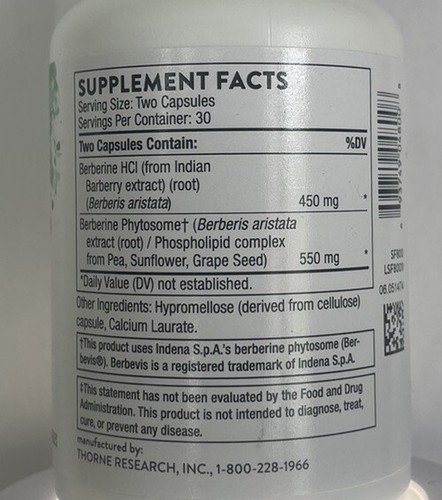 SUPPLEMENT FACTS
Serving Size: Two Capsules
Servings Per Container: 30
Two Capsules Contain: %DV
Berberine HCl (from Indian
Barberry extract) (root)
(Berberis aristata) 450 mg *
Berberine Phytosome† (Berberis aristata
extract (root) / Phospholipid complex
from Pea, Sunflower, Grape Seed) 550 mg *
*Daily Value (DV) not established.
Other Ingredients: Hypromellose (derived from cellulose)
capsule, Calcium Laurate.
†This product uses Indena S.p.A.'s berberine phytosome (Ber-
bevis®). Berbevis is a registered trademark of Indena S.p.A.
‡This statement has not been evaluated by the Food and Drug
Administration. This product is not intended to diagnose, treat,
cure, or prevent any disease.
manufactured by:
THORNE RESEARCH, INC., 1-800-228-1966